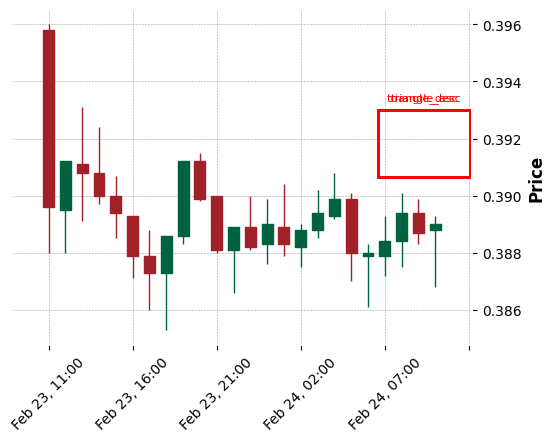 0.396
0.394
triangle_desc
0.392
0.390
0.388
0.386
Price
Feb 23, 11:00
Feb 23, 16:00
Feb 23, 21:00
Feb 24, 02:00
Feb 24, 07:00